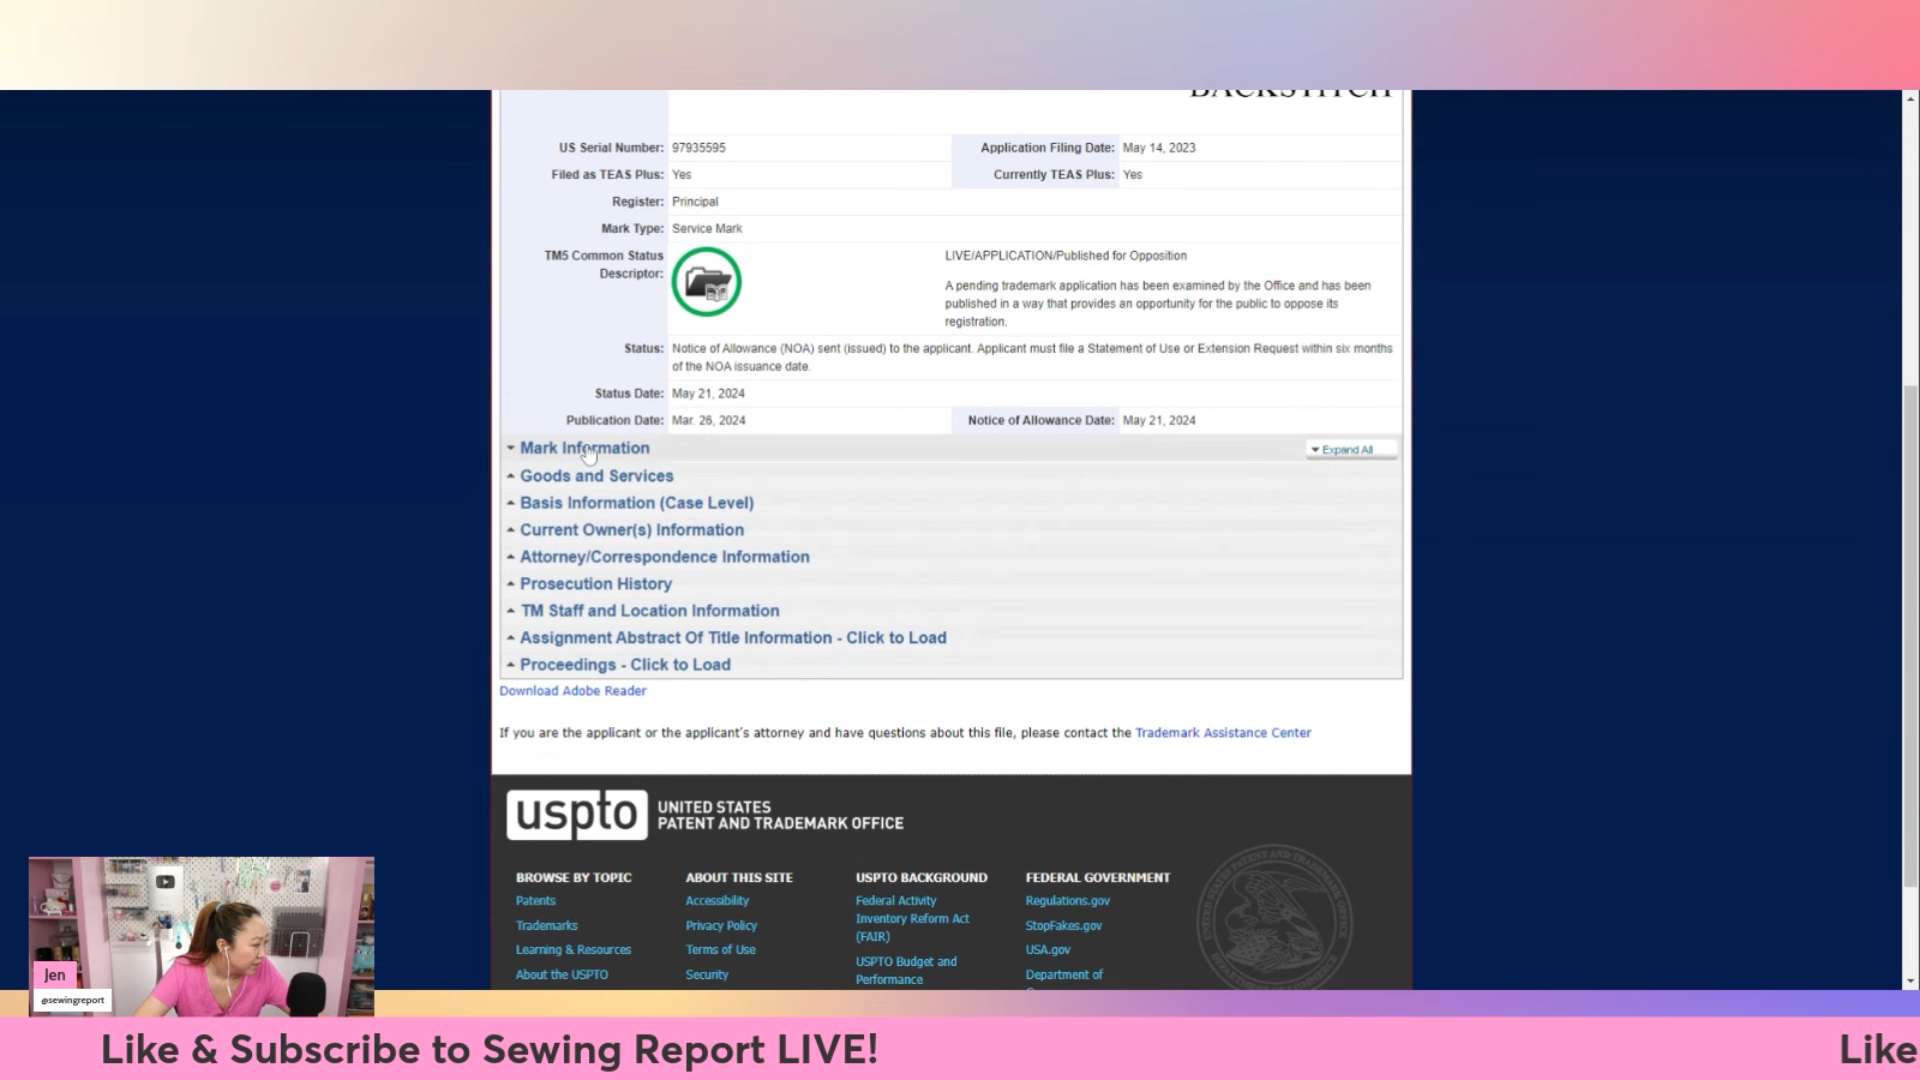 BACKSTITCH
US Serial Number: 97935595 Application Filing Date: May 14, 2023
Filed as TEAS Plus: Yes Currently TEAS Plus: Yes
Register: Principal
Mark Type: Service Mark
TM5 Common Status
Descriptor:
LIVE/APPLICATION/Published for Opposition
A pending trademark application has been examined by the Office and has been
published in a way that provides an opportunity for the public to oppose its
registration.
Status: Notice of Allowance (NOA) sent (issued) to the applicant. Applicant must file a Statement of Use or Extension Request within six months
of the NOA issuance date.
Status Date: May 21, 2024
Publication Date: Mar. 26, 2024 Notice of Allowance Date: May 21, 2024
Mark Information Expand All
Goods and Services
Basis Information (Case Level)
Current Owner(s) Information
Attorney/Correspondence Information
Prosecution History
TM Staff and Location Information
Assignment Abstract Of Title Information - Click to Load
Proceedings - Click to Load
Download Adobe Reader
If you are the applicant or the applicant's attorney and have questions about this file, please contact the Trademark Assistance Center
uspto UNITED STATES
PATENT AND TRADEMARK OFFICE
BROWSE BY TOPIC
Patents
Trademarks
Learning & Resources
About the USPTO
ABOUT THIS SITE
Accessibility
Privacy Policy
Terms of Use
Security
USPTO BACKGROUND
Federal Activity
Inventory Reform Act
(FAIR)
USPTO Budget and
Performance
FEDERAL GOVERNMENT
Regulations.gov
StopFakes.gov
USA.gov
Department of
Jen
@sewingreport
Like & Subscribe to Sewing Report LIVE!
Like